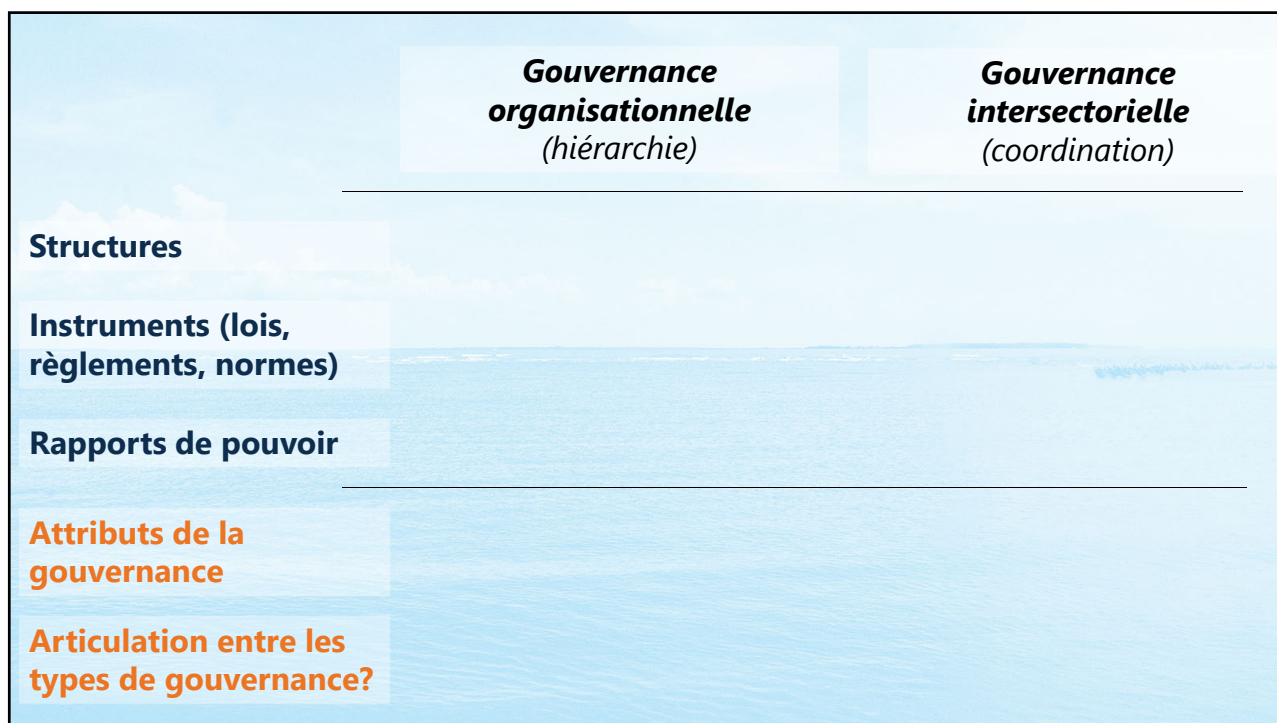 Gouvernance
organisationnelle
(hiérarchie)
Gouvernance
intersectorielle
(coordination)
Structures
Instruments (lois,
règlements, normes)
Rapports de pouvoir
Attributs de la
gouvernance
Articulation entre les
types de gouvernance?